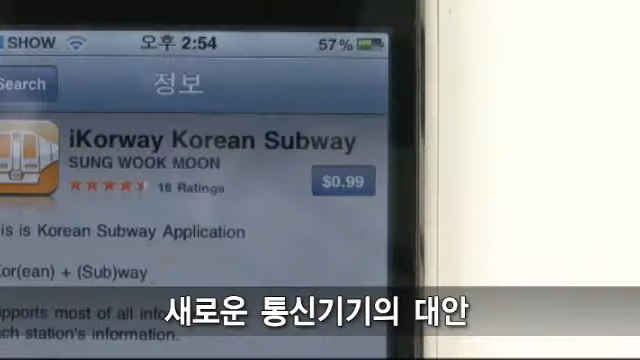 SHOW 오후 2:54 57%
Search 정보
iKorway Korean Subway
SUNG WOOK MOON
18 Ratings $0.99
is is Korean Subway Application
or(ean) + (Sub)way
pports most of all info
ch station's information.
새로운 통신기기의 대안